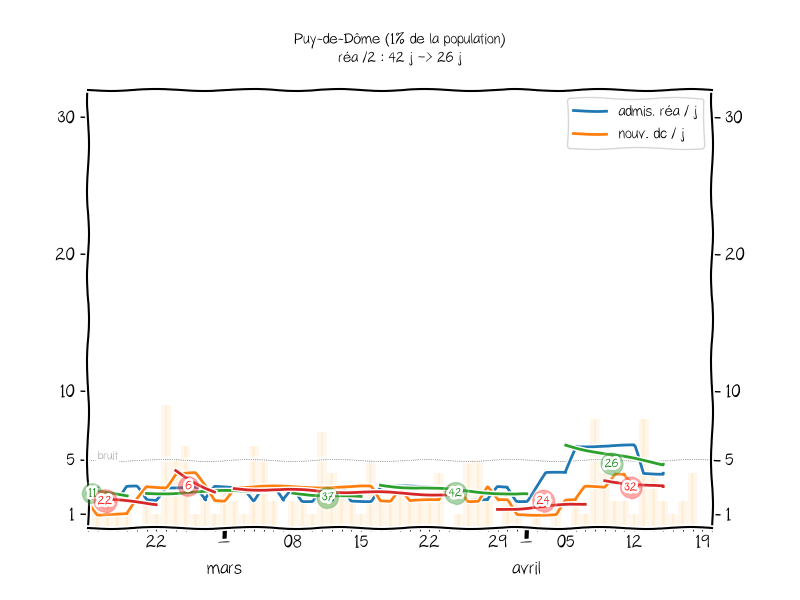 Puy-de-Dôme (1% de la population)
réa /2 : 42 j -> 26 j
admis. réa / j
nouv. dc / j
30 30
20 20
10 10
5 bruit 5
1 1
11 22 6 37 42 24 26 32
22 08 15 22 29 05 12 19
mars avril